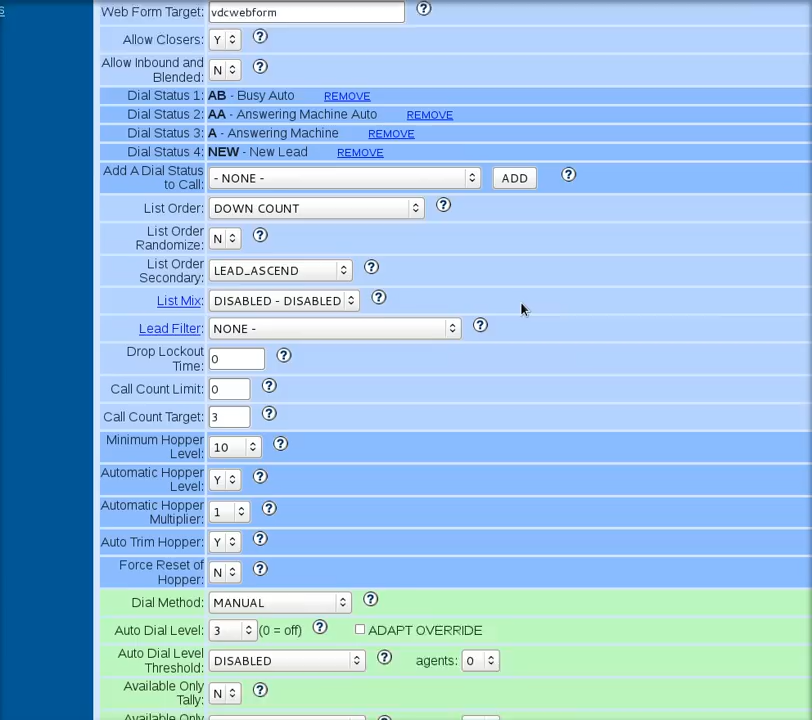 s
Web Form Target: vdcwebform ?
Allow Closers: Y ?
Allow Inbound and
Blended: N ?
Dial Status 1: AB - Busy Auto REMOVE
Dial Status 2: AA - Answering Machine Auto REMOVE
Dial Status 3: A - Answering Machine REMOVE
Dial Status 4: NEW - New Lead REMOVE
Add A Dial Status
to Call: - NONE - ADD ?
List Order: DOWN COUNT ?
List Order
Randomize: N ?
List Order
Secondary: LEAD_ASCEND ?
List Mix: DISABLED - DISABLED ?
Lead Filter: NONE - ?
Drop Lockout
Time: 0 ?
Call Count Limit: 0 ?
Call Count Target: 3 ?
Minimum Hopper
Level: 10 ?
Automatic Hopper
Level: Y ?
Automatic Hopper
Multiplier: 1 ?
Auto Trim Hopper: Y ?
Force Reset of
Hopper: N ?
Dial Method: MANUAL ?
Auto Dial Level: 3 (0 = off) ? ADAPT OVERRIDE
Auto Dial Level
Threshold: DISABLED ? agents: 0
Available Only
Tally: N ?
Available Only